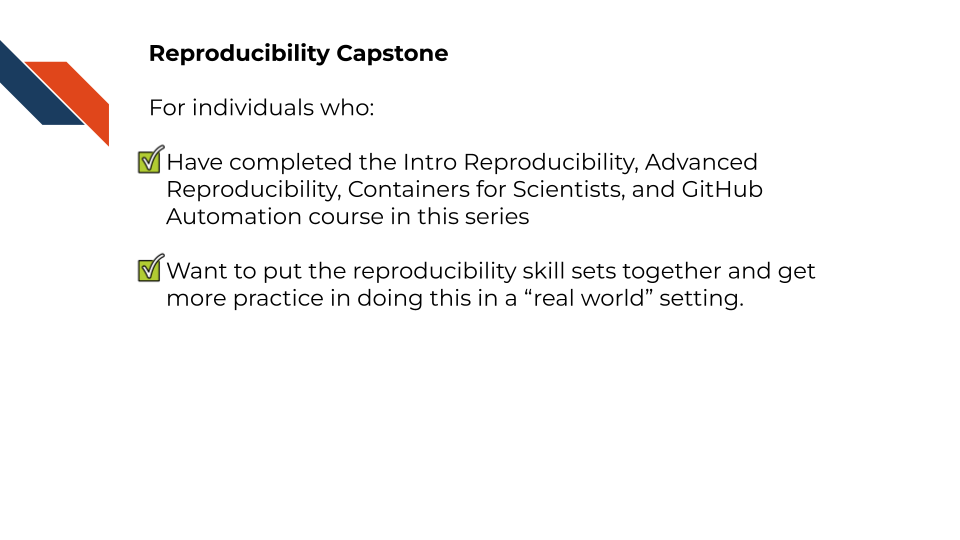 Reproducibility Capstone
For individuals who:
Have completed the Intro Reproducibility, Advanced
Reproducibility, Containers for Scientists, and GitHub
Automation course in this series
Want to put the reproducibility skill sets together and get
more practice in doing this in a “real world” setting.